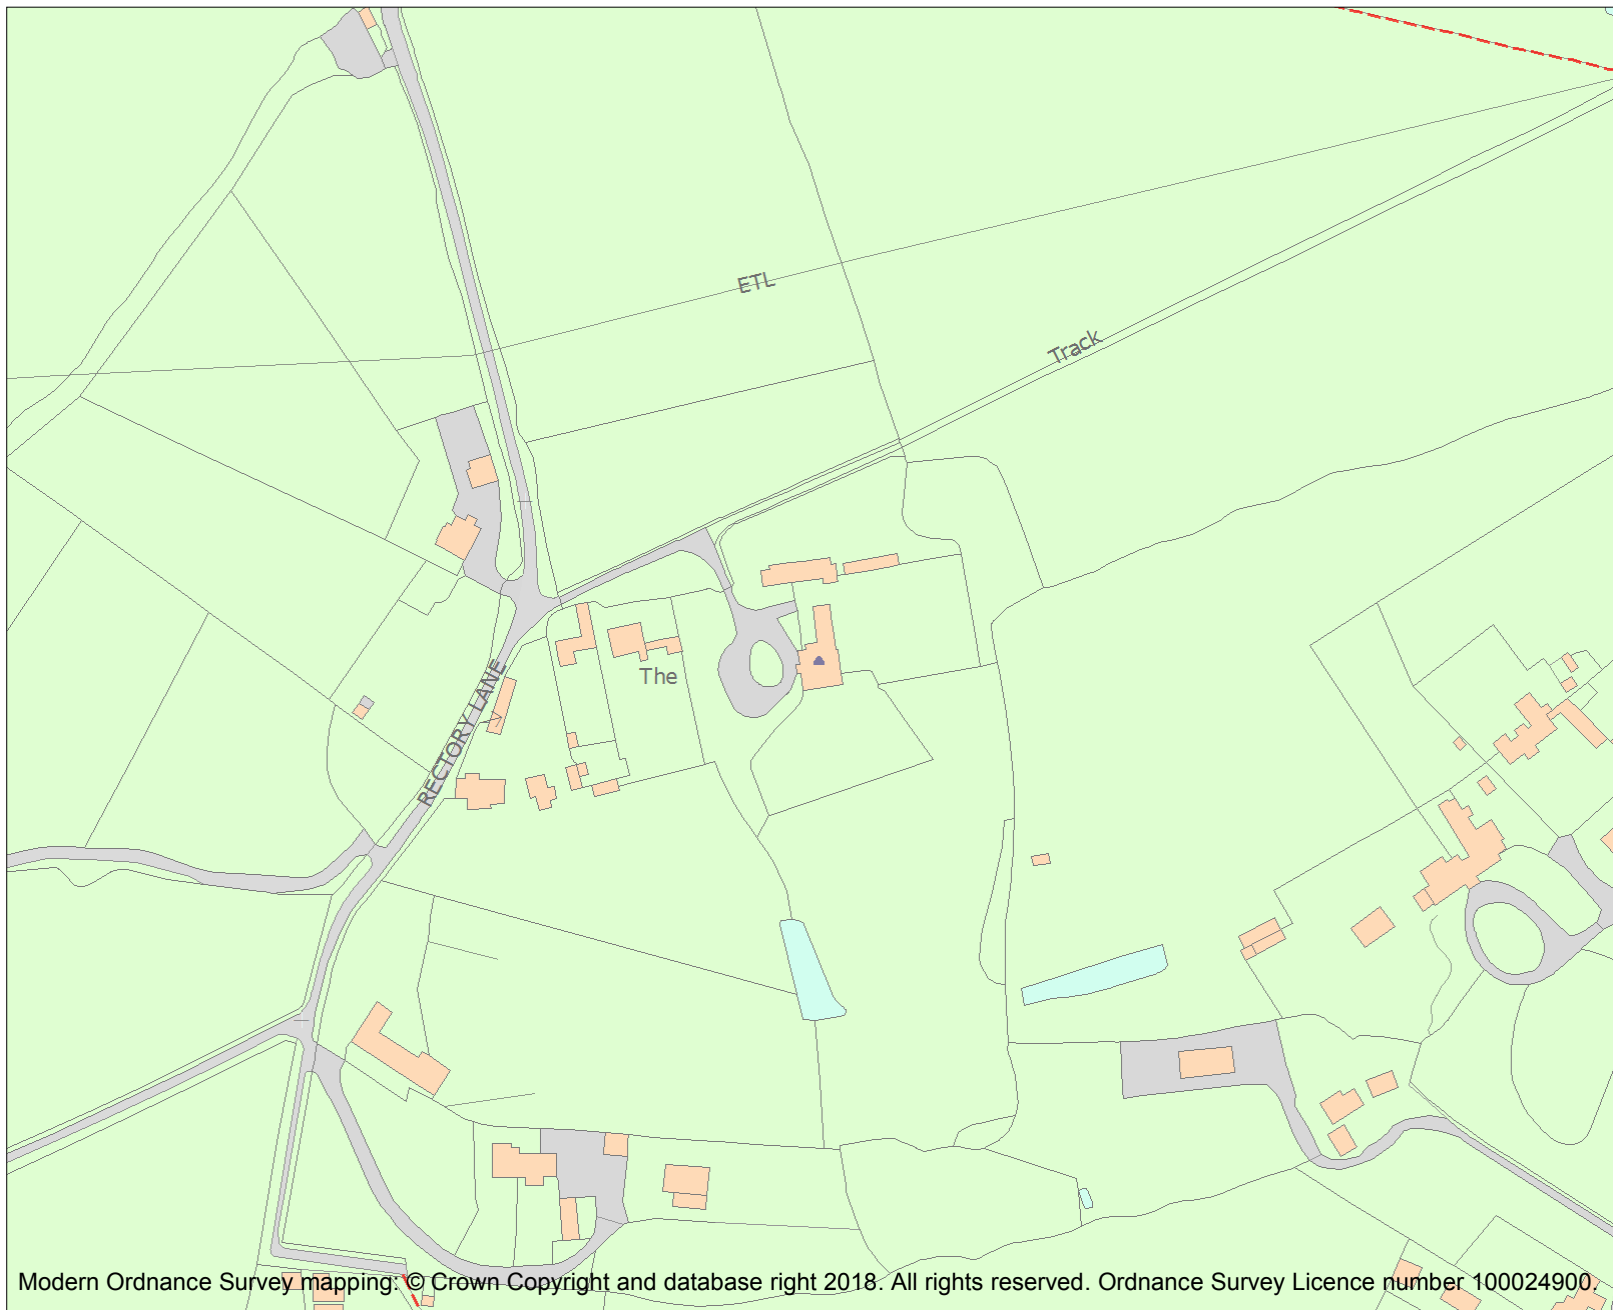 ETL
Track
The
RECTORY LANE
Modern Ordnance Survey mapping: © Crown Copyright and database right 2018. All rights reserved. Ordnance Survey Licence number 100024900.